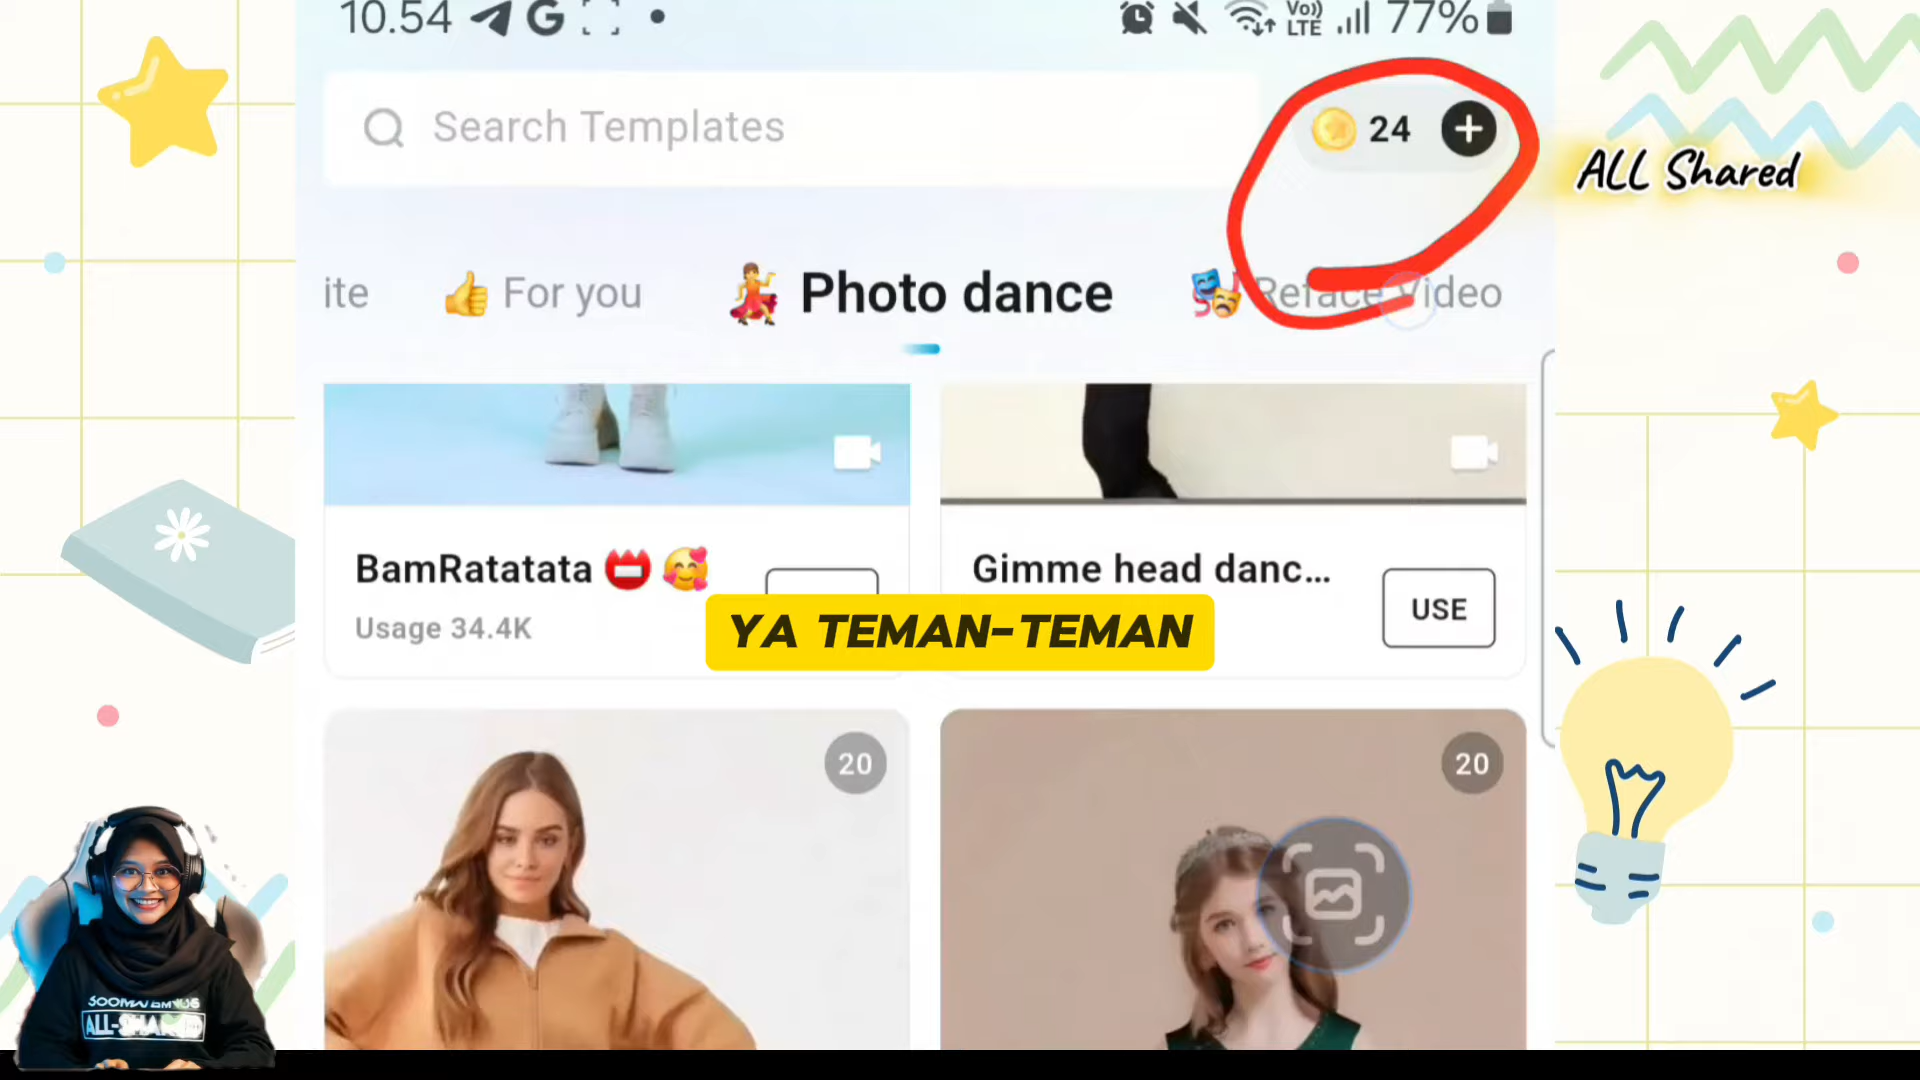 10.54
Vo))
LTE
77%
Search Templates
24
ALL Shared
ite
For you
Photo dance
Reface Video
BamRatatata
Gimme head danc...
USE
Usage 34.4K
YA TEMAN-TEMAN
20
20
ALL-SHARED